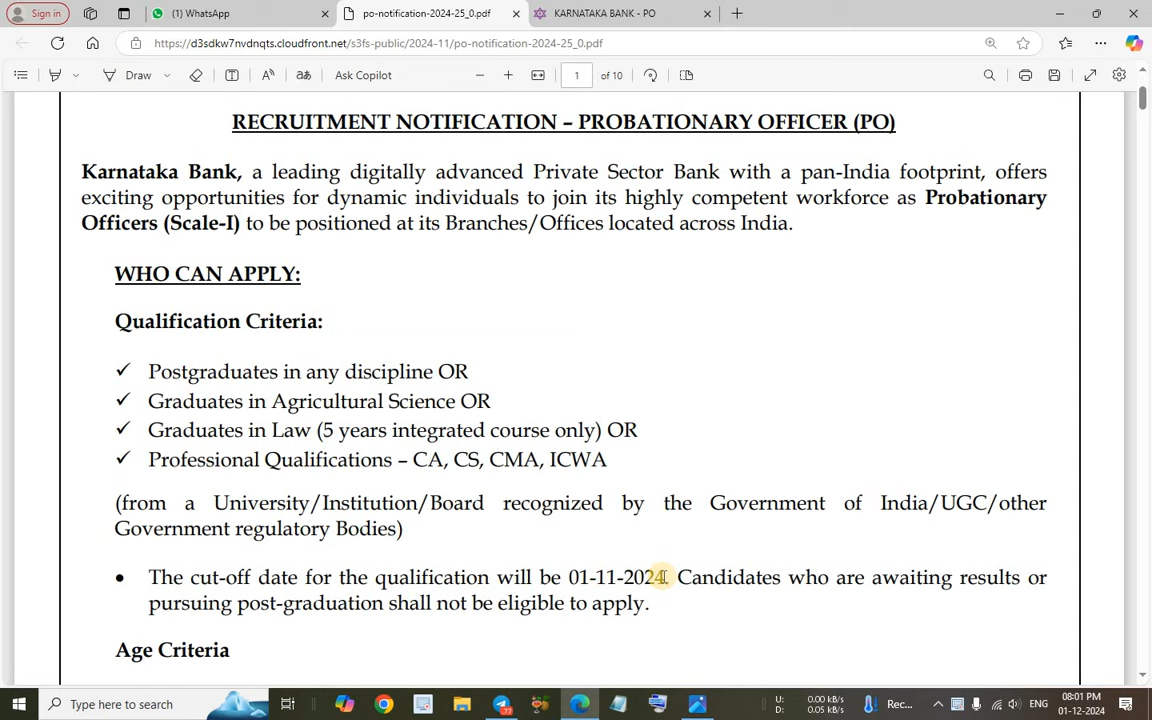 Sign in
(1) WhatsApp
po-notification-2024-25_0.pdf
KARNATAKA BANK - PO
https://d3sdkw7nvdnqts.cloudfront.net/s3fs-public/2024-11/po-notification-2024-25_0.pdf
Draw
Ask Copilot
1 of 10
RECRUITMENT NOTIFICATION – PROBATIONARY OFFICER (PO)
Karnataka Bank, a leading digitally advanced Private Sector Bank with a pan-India footprint, offers
exciting opportunities for dynamic individuals to join its highly competent workforce as Probationary
Officers (Scale-I) to be positioned at its Branches/Offices located across India.
WHO CAN APPLY:
Qualification Criteria:
✓ Postgraduates in any discipline OR
✓ Graduates in Agricultural Science OR
✓ Graduates in Law (5 years integrated course only) OR
✓ Professional Qualifications – CA, CS, CMA, ICWA
(from a University/Institution/Board recognized by the Government of India/UGC/other
Government regulatory Bodies)
• The cut-off date for the qualification will be 01-11-2024. Candidates who are awaiting results or
pursuing post-graduation shall not be eligible to apply.
Age Criteria
Type here to search
U: 0.00 kB/s
D: 0.05 kB/s
Rec...
ENG
08:01 PM
01-12-2024